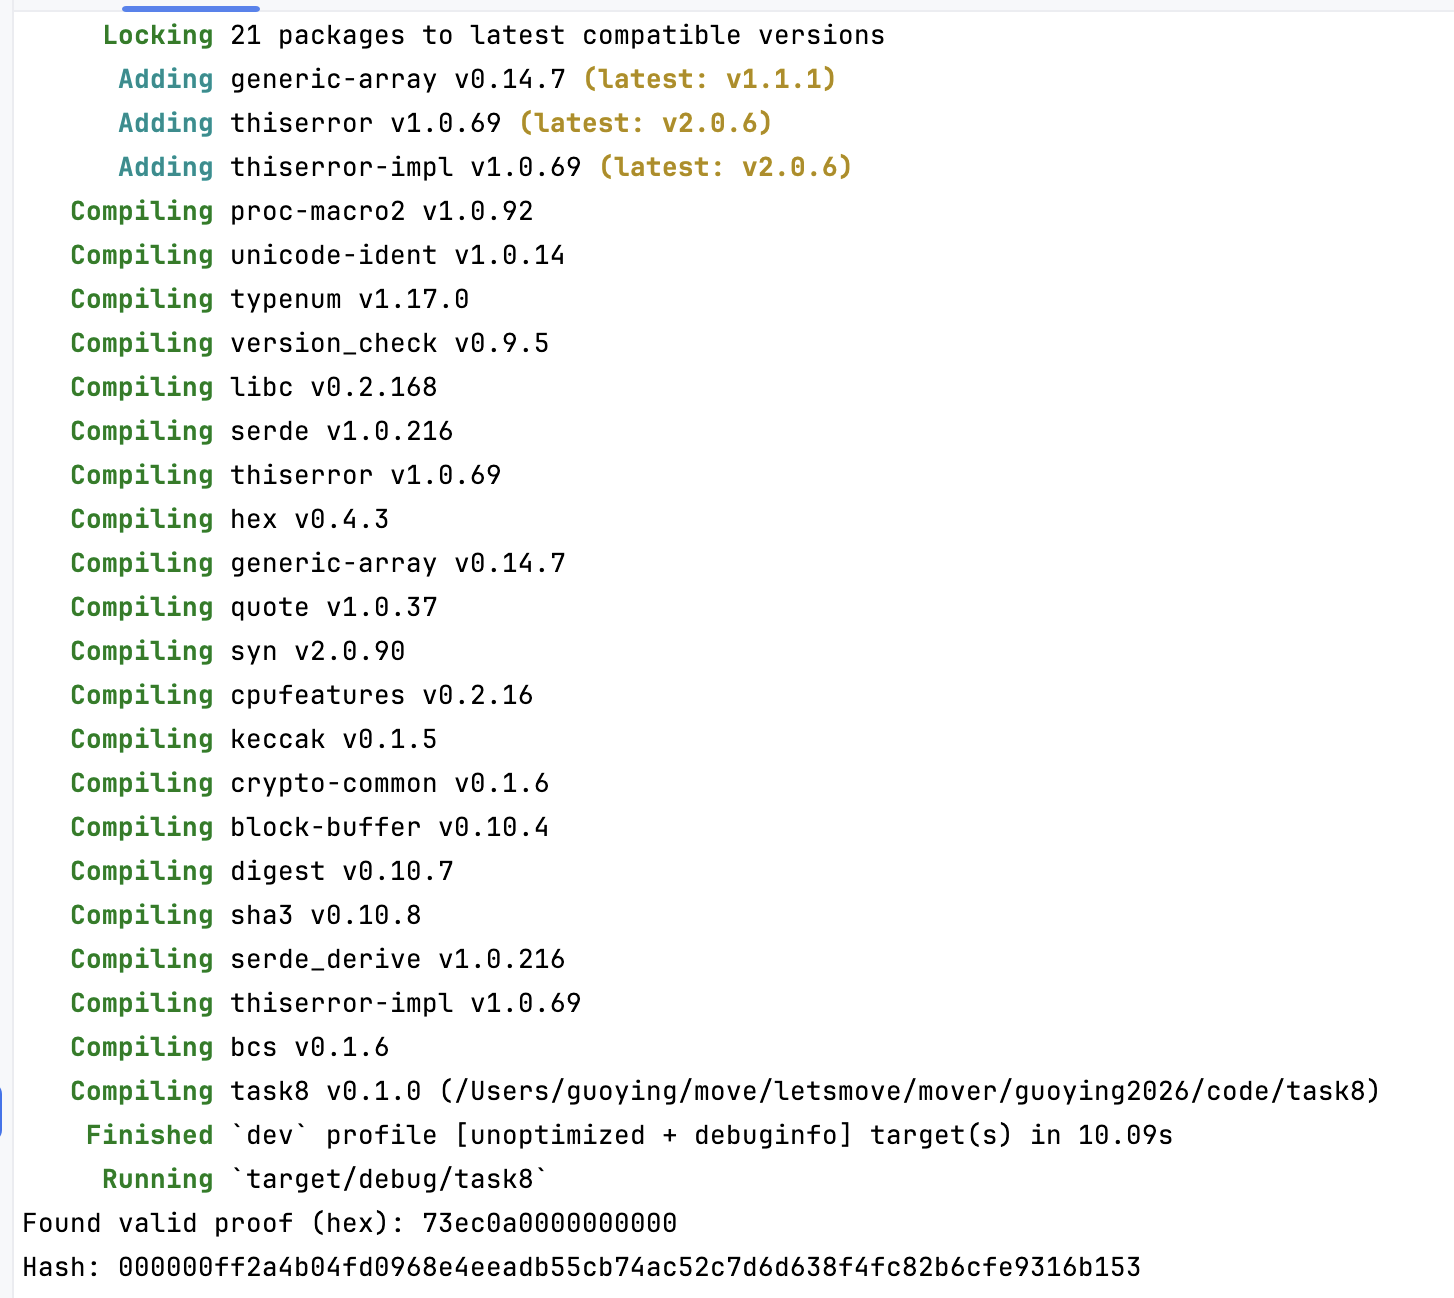 Locking 21 packages to latest compatible versions
Adding generic-array v0.14.7 (latest: v1.1.1)
Adding thiserror v1.0.69 (latest: v2.0.6)
Adding thiserror-impl v1.0.69 (latest: v2.0.6)
Compiling proc-macro2 v1.0.92
Compiling unicode-ident v1.0.14
Compiling typenum v1.17.0
Compiling version_check v0.9.5
Compiling libc v0.2.168
Compiling serde v1.0.216
Compiling thiserror v1.0.69
Compiling hex v0.4.3
Compiling generic-array v0.14.7
Compiling quote v1.0.37
Compiling syn v2.0.90
Compiling cpufeatures v0.2.16
Compiling keccak v0.1.5
Compiling crypto-common v0.1.6
Compiling block-buffer v0.10.4
Compiling digest v0.10.7
Compiling sha3 v0.10.8
Compiling serde_derive v1.0.216
Compiling thiserror-impl v1.0.69
Compiling bcs v0.1.6
Compiling task8 v0.1.0 (/Users/guoying/move/letsmove/mover/guoying2026/code/task8)
Finished `dev` profile [unoptimized + debuginfo] target(s) in 10.09s
Running `target/debug/task8`
Found valid proof (hex): 73ec0a0000000000
Hash: 000000ff2a4b04fd0968e4eeadb55cb74ac52c7d6d638f4fc82b6cfe9316b153